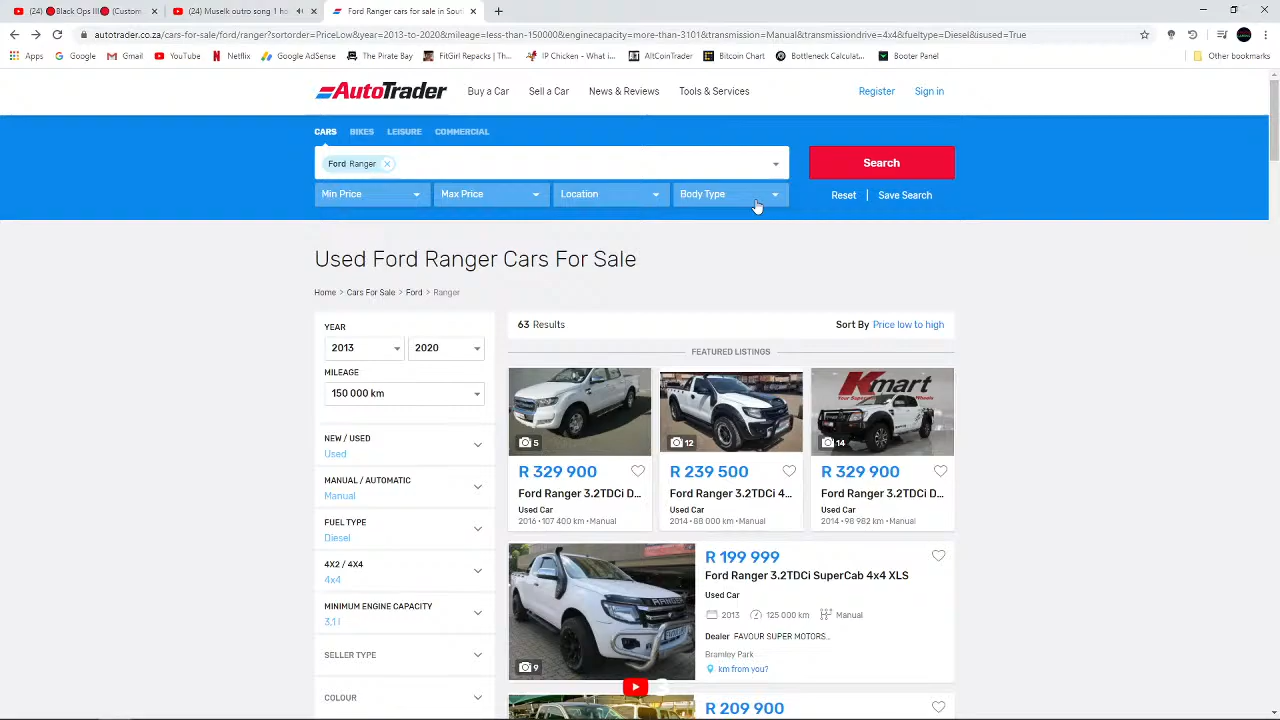 (24) 🔴Black Ops III🔴 (Custom
(24) Muselk outro song 1 h
Ford Ranger cars for sale in Sout
autotrader.co.za/cars-for-sale/ford/ranger?sortorder=PriceLow&year=2013-to-2020&mileage=less-than-150000&enginecapacity=more-than-3101&transmission=Manual&transmissiondrive=4x4&fueltype=Diesel&isused=True
Apps Google Gmail YouTube Netflix Google AdSense The Pirate Bay FitGirl Repacks | Th... IP Chicken - What i... AltCoinTrader Bitcoin Chart Bottleneck Calculat... Booter Panel Other bookmarks
AutoTrader Buy a Car Sell a Car News & Reviews Tools & Services Register Sign in
CARS BIKES LEISURE COMMERCIAL
Ford Ranger Search
Min Price Max Price Location Body Type Reset | Save Search
Used Ford Ranger Cars For Sale
Home > Cars For Sale > Ford > Ranger
YEAR
2013 2020
MILEAGE
150 000 km
NEW / USED
Used
MANUAL / AUTOMATIC
Manual
FUEL TYPE
Diesel
4X2 / 4X4
4x4
MINIMUM ENGINE CAPACITY
3.1 l
SELLER TYPE
COLOUR
63 Results Sort By Price low to high
FEATURED LISTINGS
5
R 329 900
Ford Ranger 3.2TDCi D...
Used Car
2016 • 107 400 km • Manual
12
R 239 500
Ford Ranger 3.2TDCi 4...
Used Car
2014 • 88 000 km • Manual
Kmart
14
R 329 900
Ford Ranger 3.2TDCi D...
Used Car
2014 • 98 982 km • Manual
RANGER
9
R 199 999
Ford Ranger 3.2TDCi SuperCab 4x4 XLS
Used Car
2013 125 000 km Manual
Dealer FAVOUR SUPER MOTORS...
Bramley Park
km from you?
R 209 900